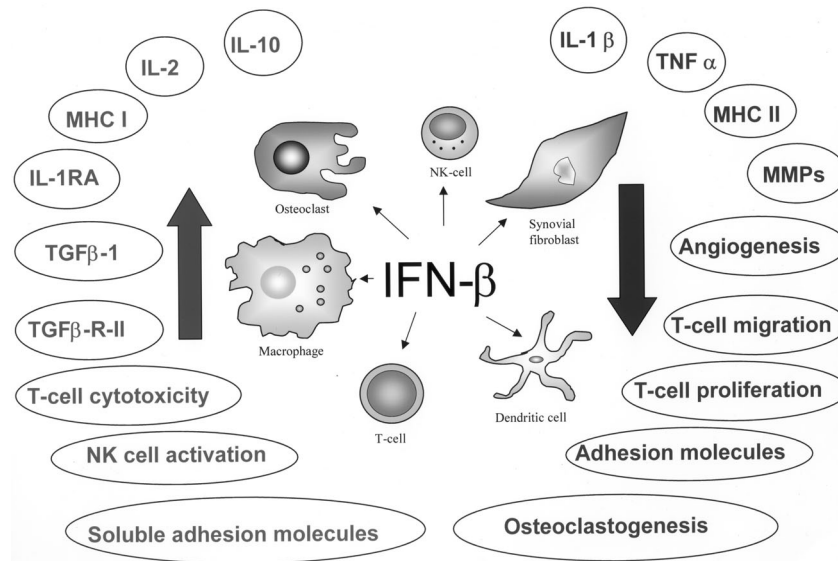 IL-10
IL-1 β
IL-2
TNF α
MHC I
MHC II
NK-cell
IL-1RA
MMPs
Osteoclast
Synovial
fibroblast
TGFβ-1
Angiogenesis
IFN-β
TGFβ-R-II
T-cell migration
Macrophage
T-cell cytotoxicity
T-cell proliferation
Dendritic cell
T-cell
NK cell activation
Adhesion molecules
Soluble adhesion molecules
Osteoclastogenesis